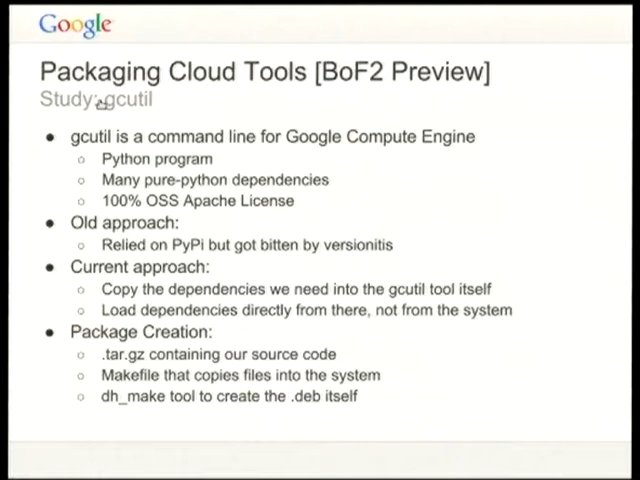 Google
Packaging Cloud Tools [BoF2 Preview]
Study: gcutil
gcutil is a command line for Google Compute Engine
Python program
Many pure-python dependencies
100% OSS Apache License
Old approach:
Relied on PyPi but got bitten by versionitis
Current approach:
Copy the dependencies we need into the gcutil tool itself
Load dependencies directly from there, not from the system
Package Creation:
.tar.gz containing our source code
Makefile that copies files into the system
dh_make tool to create the .deb itself